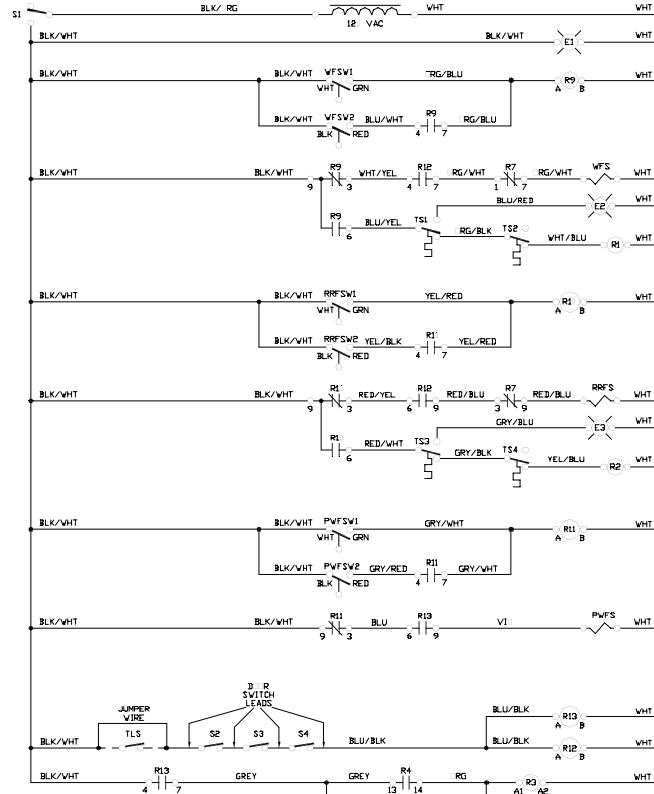 S1 BLK/ORG WHT WHT
120 VAC
BLK/WHT BLK/WHT E1 WHT
BLK/WHT BLK/WHT WFSW1 ORG/BLU R9 WHT
WHT GRN A B
BLK/WHT WFSW2 BLU/WHT R9 ORG/BLU
BLK RED 4 7
BLK/WHT BLK/WHT R9 WHT/YEL R12 ORG/WHT R7 ORG/WHT WFS WHT
9 3 4 7 1 7
BLU/RED E2 WHT
R9 BLU/YEL TS1 ORG/BLK TS2 WHT/BLU R1 WHT
6
BLK/WHT BLK/WHT RRFSW1 YEL/RED R10 WHT
WHT GRN A B
BLK/WHT RRFSW2 YEL/BLK R10 YEL/RED
BLK RED 4 7
BLK/WHT BLK/WHT R10 RED/YEL R12 RED/BLU R7 RED/BLU RRFS WHT
9 3 6 9 3 9
GRY/BLU E3 WHT
R10 RED/WHT TS3 GRY/BLK TS4 YEL/BLU R2 WHT
6
BLK/WHT BLK/WHT PWFSW1 GRY/WHT R11 WHT
WHT GRN A B
BLK/WHT PWFSW2 GRY/RED R11 GRY/WHT
BLK RED 4 7
BLK/WHT BLK/WHT R11 BLU R13 VIO PWFS WHT
9 3 6 9
DOOR
SWITCH
LEADS
JUMPER
WIRE
BLU/BLK R13 WHT
A B
BLK/WHT TLS S2 S3 S4 BLU/BLK BLU/BLK R12 WHT
A B
BLK/WHT R13 GREY GREY R4 ORG R3 WHT
4 7 13 14 A1 A2